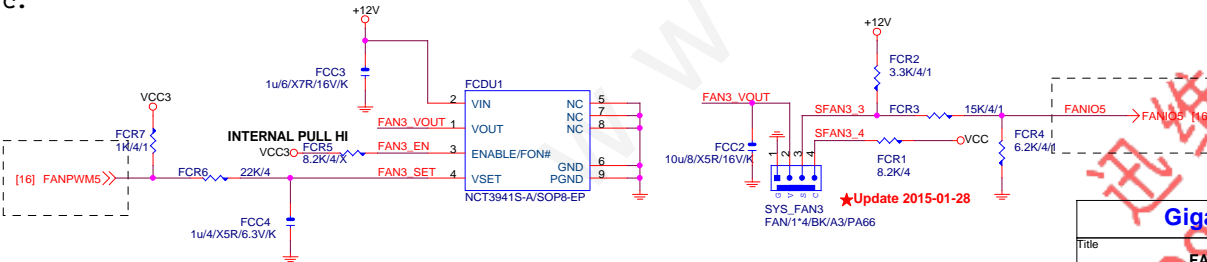 c.
+12V
FCC3
1u/6/X7R/16V/K
VCC3
FCR7
1K/4/1
INTERNAL PULL HI
VCC3
FCR5
8.2K/4/X
[16] FANPWM5
FCR6
22K/4
FCC4
1u/4/X5R/6.3V/K
FAN3_VOUT
FAN3_EN
FAN3_SET
FCDU1
2 VIN
1 VOUT
3 ENABLE/FON#
4 VSET
NC 5
NC 7
NC 8
GND 6
PGND 9
NCT3941S-A/SOP8-EP
+12V
FCR2
3.3K/4/1
FAN3_VOUT
SFAN3_3
FCR3
15K/4/1
FANIO5
FANIO5 [16
SFAN3_4
VCC
FCR4
6.2K/4/1
FCC2
10u/8/X5R/16V/K
FCR1
8.2K/4
1 2 3 4
G V S C
SYS_FAN3
FAN/1*4/BK/A3/PA66
★Update 2015-01-28
W
迅维
Giga
Title
FA